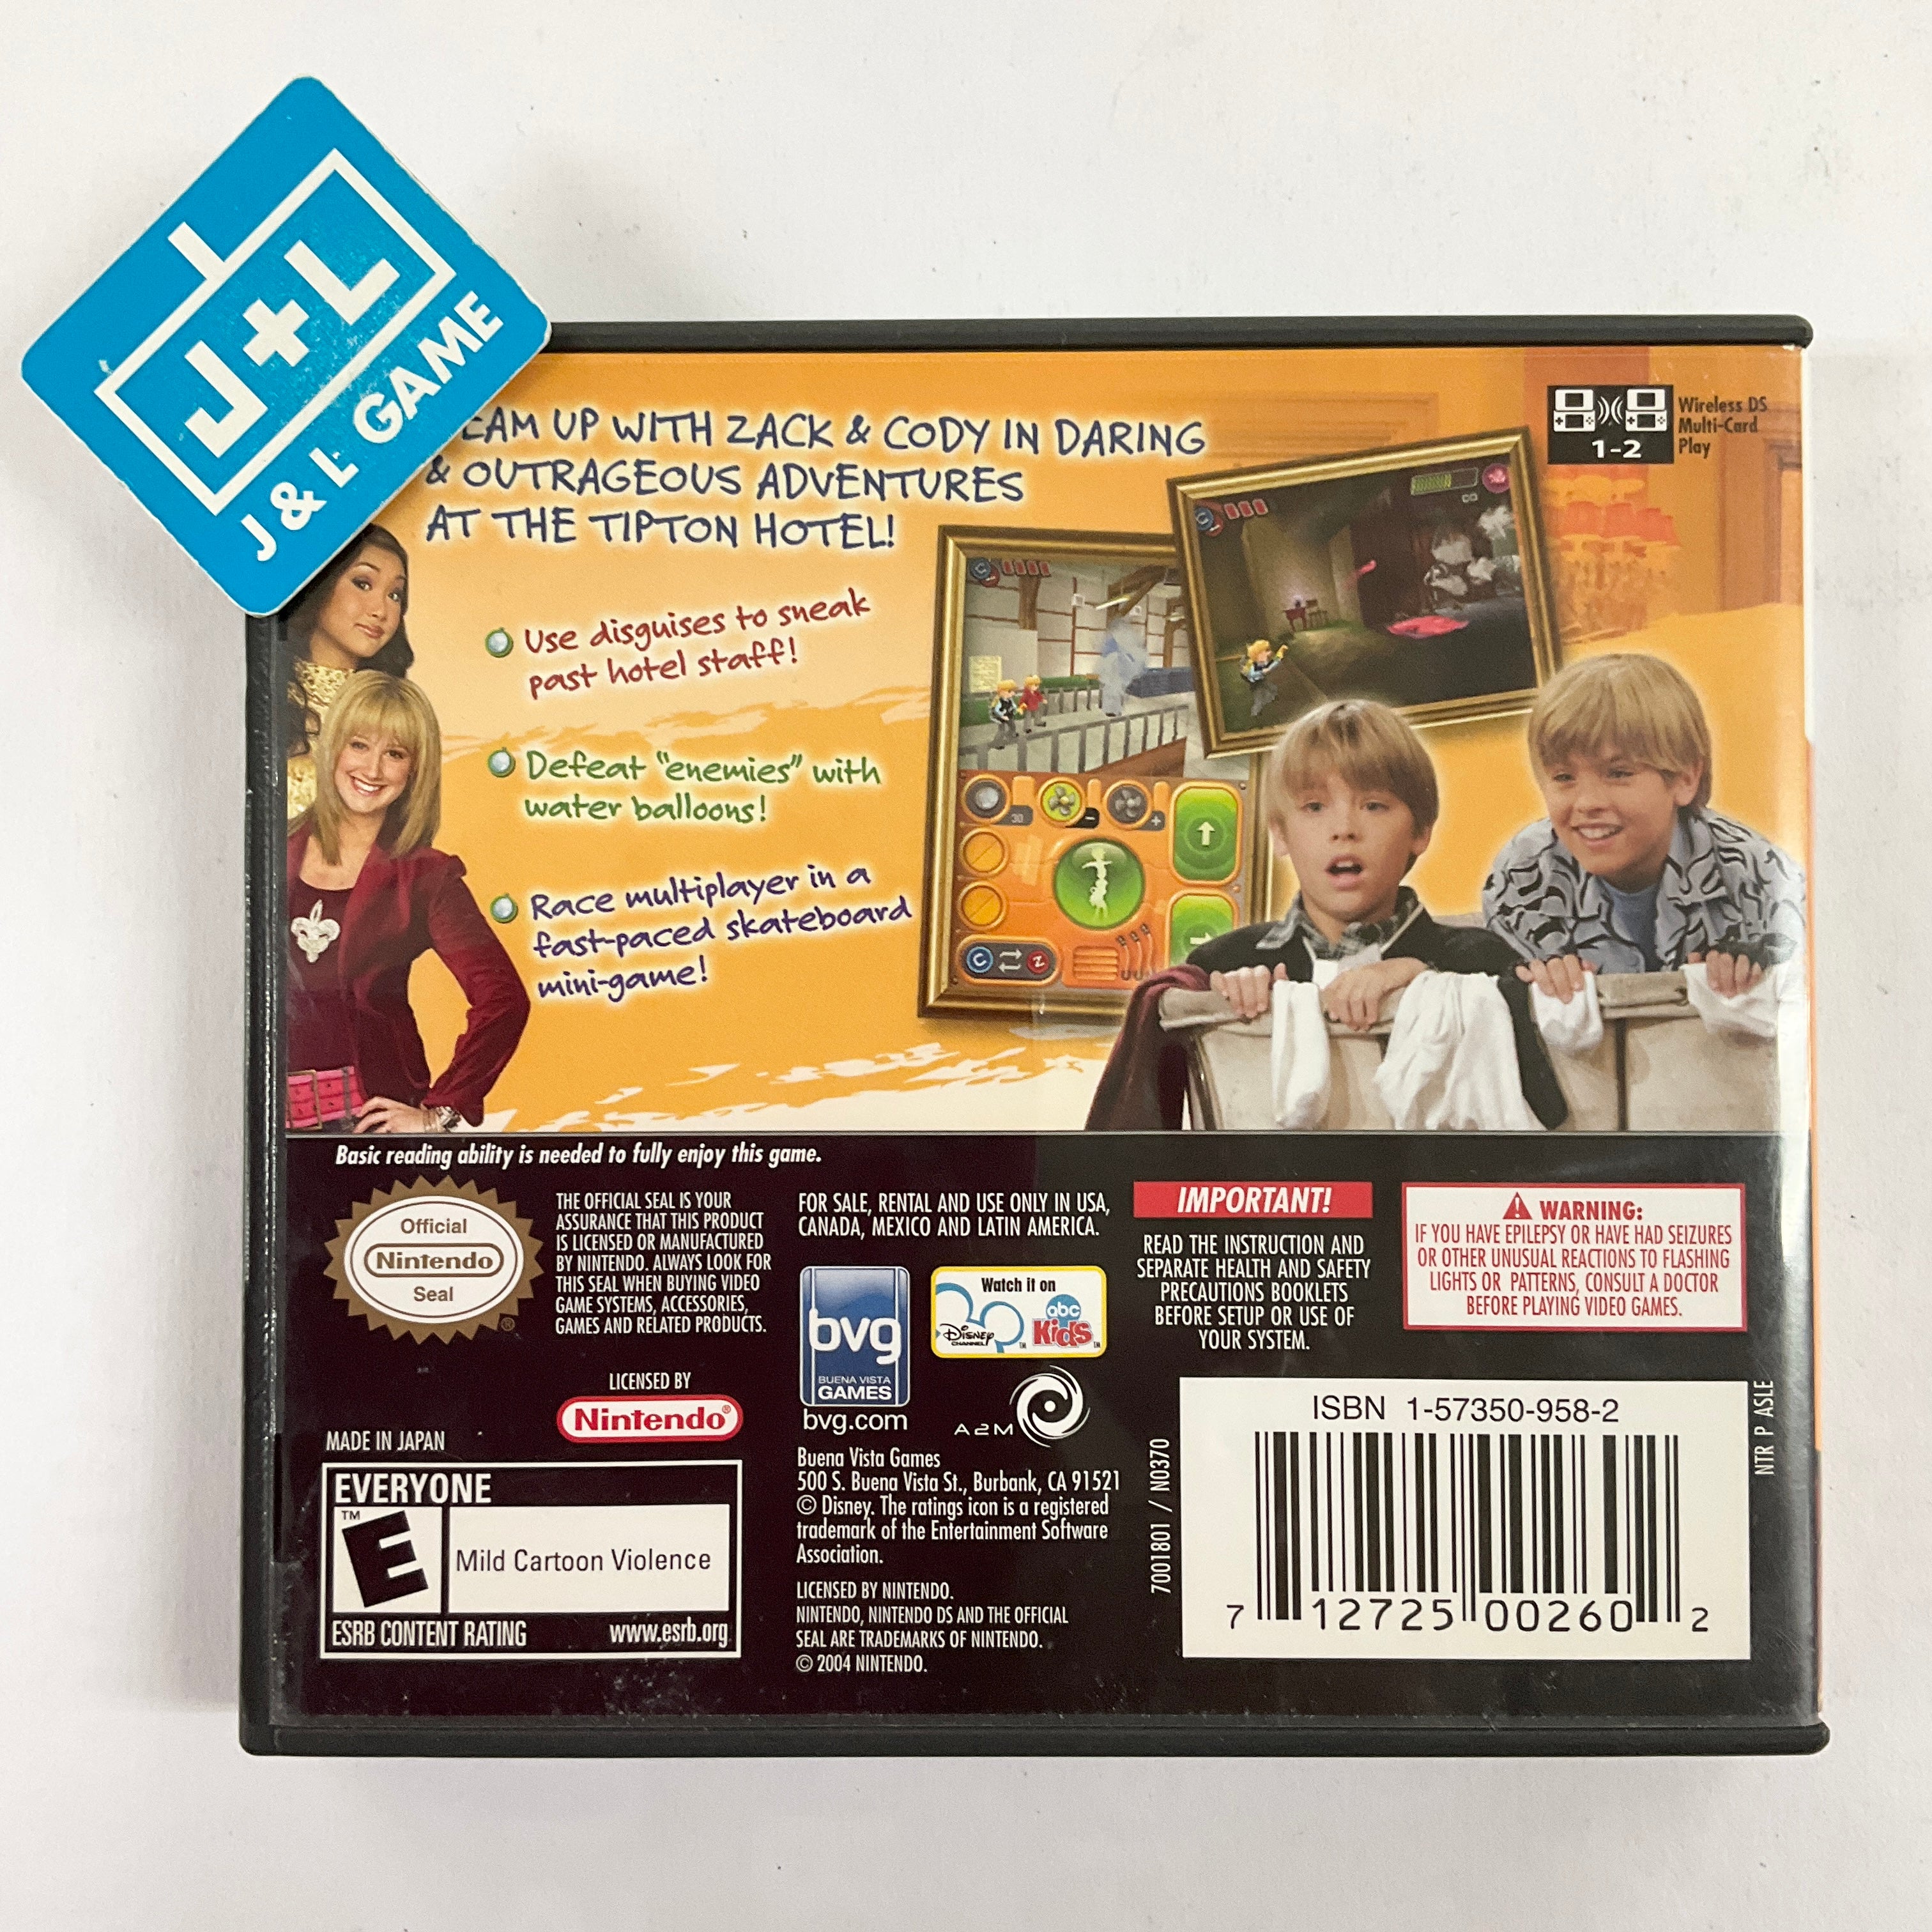 J+L
J & L GAME
EAM UP WITH ZACK & CODY IN DARING
& OUTRAGEOUS ADVENTURES
AT THE TIPTON HOTEL!
Wireless DS
Multi-Card
Play
1-2
Use disguises to sneak
past hotel staff!
Defeat "enemies" with
water balloons!
Race multiplayer in a
fast-paced skateboard
mini-game!
30
C
Z
Basic reading ability is needed to fully enjoy this game.
Official
Nintendo
Seal
®
THE OFFICIAL SEAL IS YOUR
ASSURANCE THAT THIS PRODUCT
IS LICENSED OR MANUFACTURED
BY NINTENDO. ALWAYS LOOK FOR
THIS SEAL WHEN BUYING VIDEO
GAME SYSTEMS, ACCESSORIES,
GAMES AND RELATED PRODUCTS.
LICENSED BY
Nintendo®
MADE IN JAPAN
EVERYONE
™
E
Mild Cartoon Violence
ESRB CONTENT RATING www.esrb.org
FOR SALE, RENTAL AND USE ONLY IN USA,
CANADA, MEXICO AND LATIN AMERICA.
bvg
BUENA VISTA
GAMES
bvg.com
Watch it on
Disney
CHANNEL
™
abc
Kids
™
A2M
Buena Vista Games
500 S. Buena Vista St., Burbank, CA 91521
© Disney. The ratings icon is a registered
trademark of the Entertainment Software
Association.
LICENSED BY NINTENDO.
NINTENDO, NINTENDO DS AND THE OFFICIAL
SEAL ARE TRADEMARKS OF NINTENDO.
© 2004 NINTENDO.
IMPORTANT!
READ THE INSTRUCTION AND
SEPARATE HEALTH AND SAFETY
PRECAUTIONS BOOKLETS
BEFORE SETUP OR USE OF
YOUR SYSTEM.
WARNING:
IF YOU HAVE EPILEPSY OR HAVE HAD SEIZURES
OR OTHER UNUSUAL REACTIONS TO FLASHING
LIGHTS OR PATTERNS, CONSULT A DOCTOR
BEFORE PLAYING VIDEO GAMES.
7001801 / N0370
ISBN 1-57350-958-2
7 12725 00260 2
NTR P ASLE